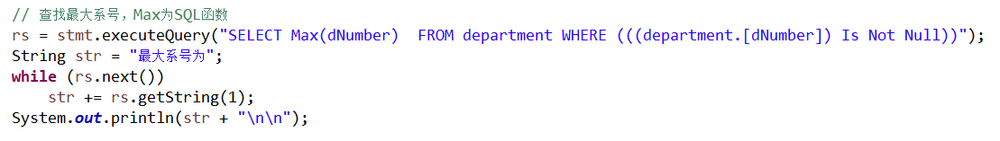 // 查找最大系号，Max为SQL函数
rs = stmt.executeQuery("SELECT Max(dNumber)  FROM department WHERE (((department.[dNumber]) Is Not Null))");
String str = "最大系号为";
while (rs.next())
    str += rs.getString(1);
System.out.println(str + "\n\n");